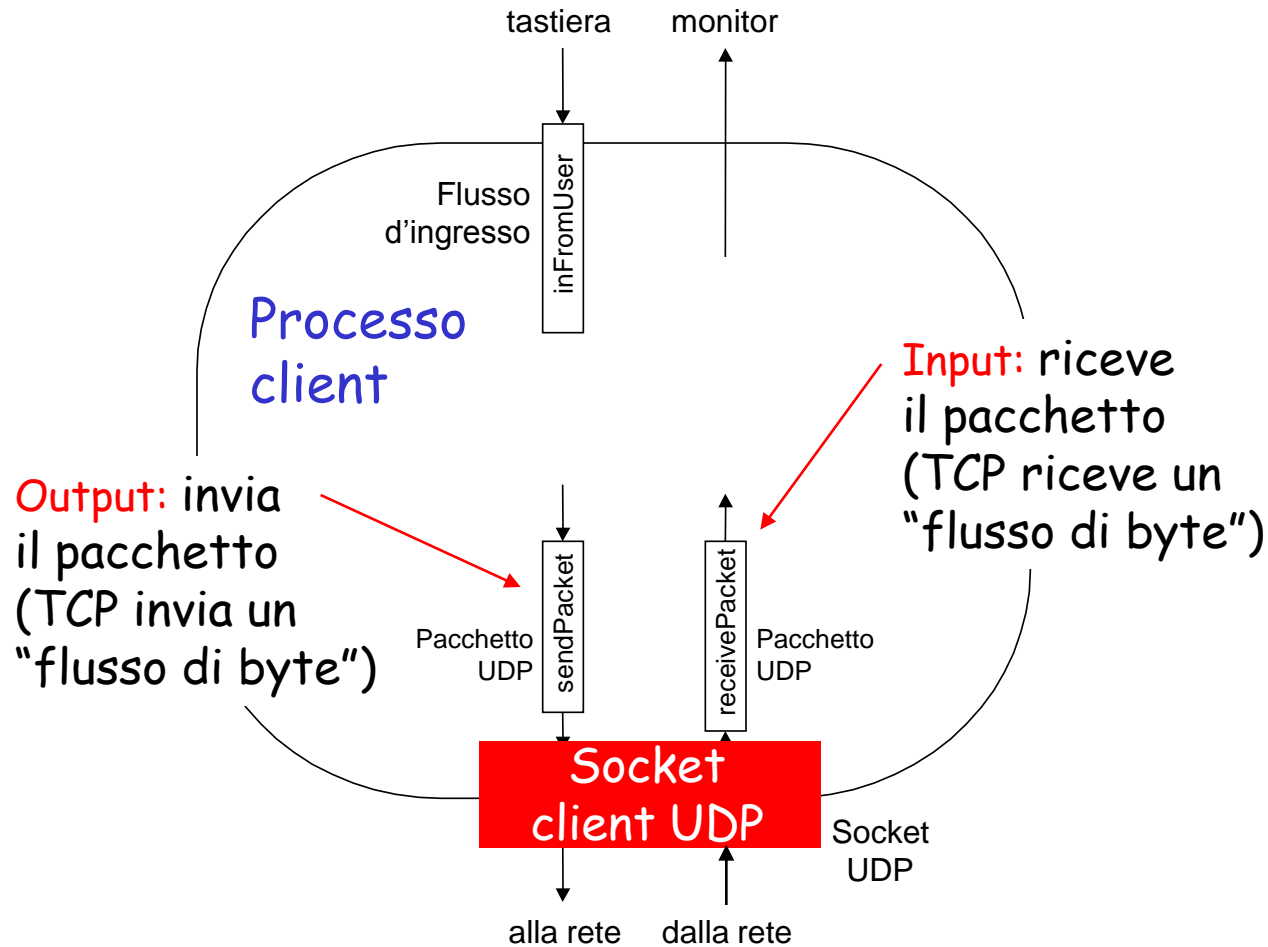 tastiera
monitor
Flusso
d'ingresso
inFromUser
Processo
client
Input: riceve
il pacchetto
(TCP riceve un
“flusso di byte”)
Output: invia
il pacchetto
(TCP invia un
“flusso di byte”)
Pacchetto
UDP
sendPacket
receivePacket
Pacchetto
UDP
Socket
client UDP
Socket
UDP
alla rete
dalla rete